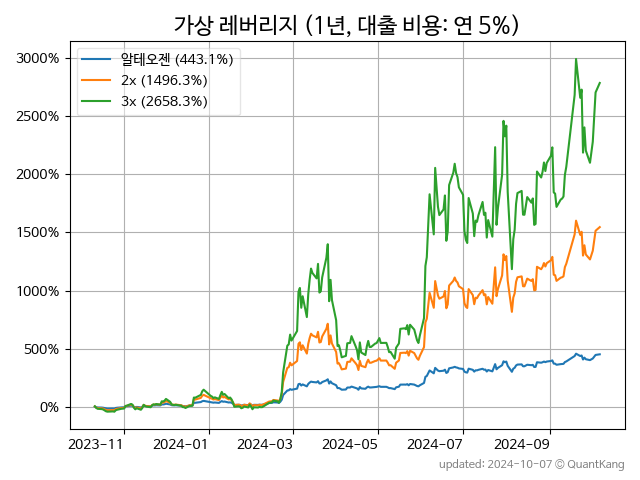 가상 레버리지 (1년, 대출 비용: 연 5%)
알테오젠 (443.1%)
2x (1496.3%)
3x (2658.3%)
3000%
2500%
2000%
1500%
1000%
500%
0%
2023-11 2024-01 2024-03 2024-05 2024-07 2024-09
updated: 2024-10-07 © QuantKang